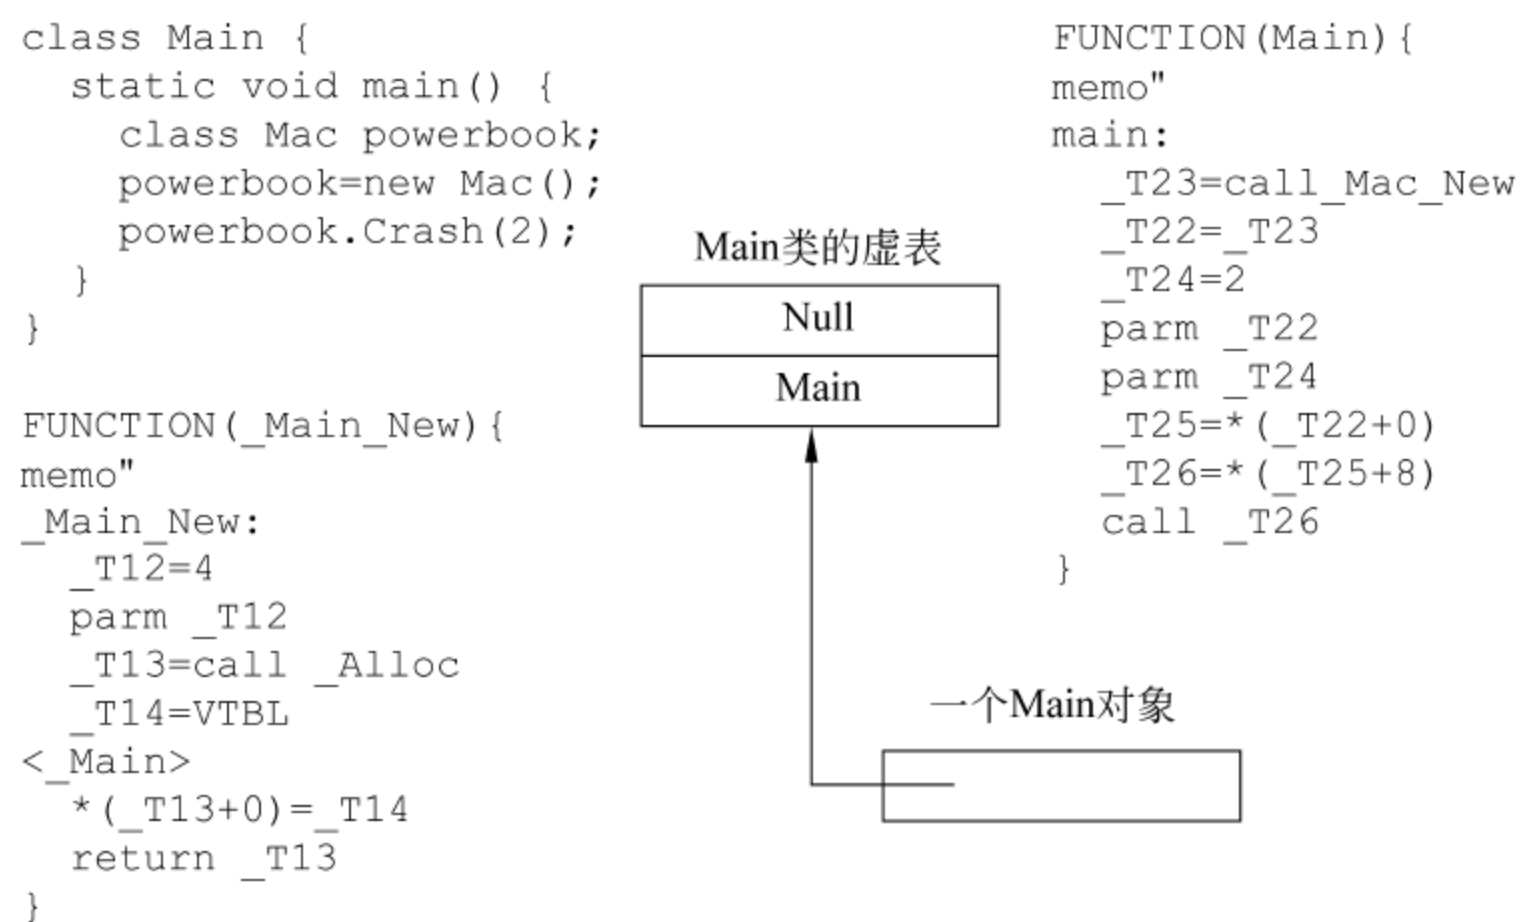 class Main {
static void main() {
class Mac powerbook;
powerbook=new Mac();
powerbook.Crash(2);
}
}
FUNCTION(_Main_New){
memo"
_Main_New:
_T12=4
parm _T12
_T13=call _Alloc
_T14=VTBL
<_Main>
*(_T13+0)=_T14
return _T13
}
Main类的虚表
Null
Main
一个Main对象
FUNCTION(Main){
memo"
main:
_T23=call_Mac_New
_T22=_T23
_T24=2
parm _T22
parm _T24
_T25=*(_T22+0)
_T26=*(_T25+8)
call _T26
}